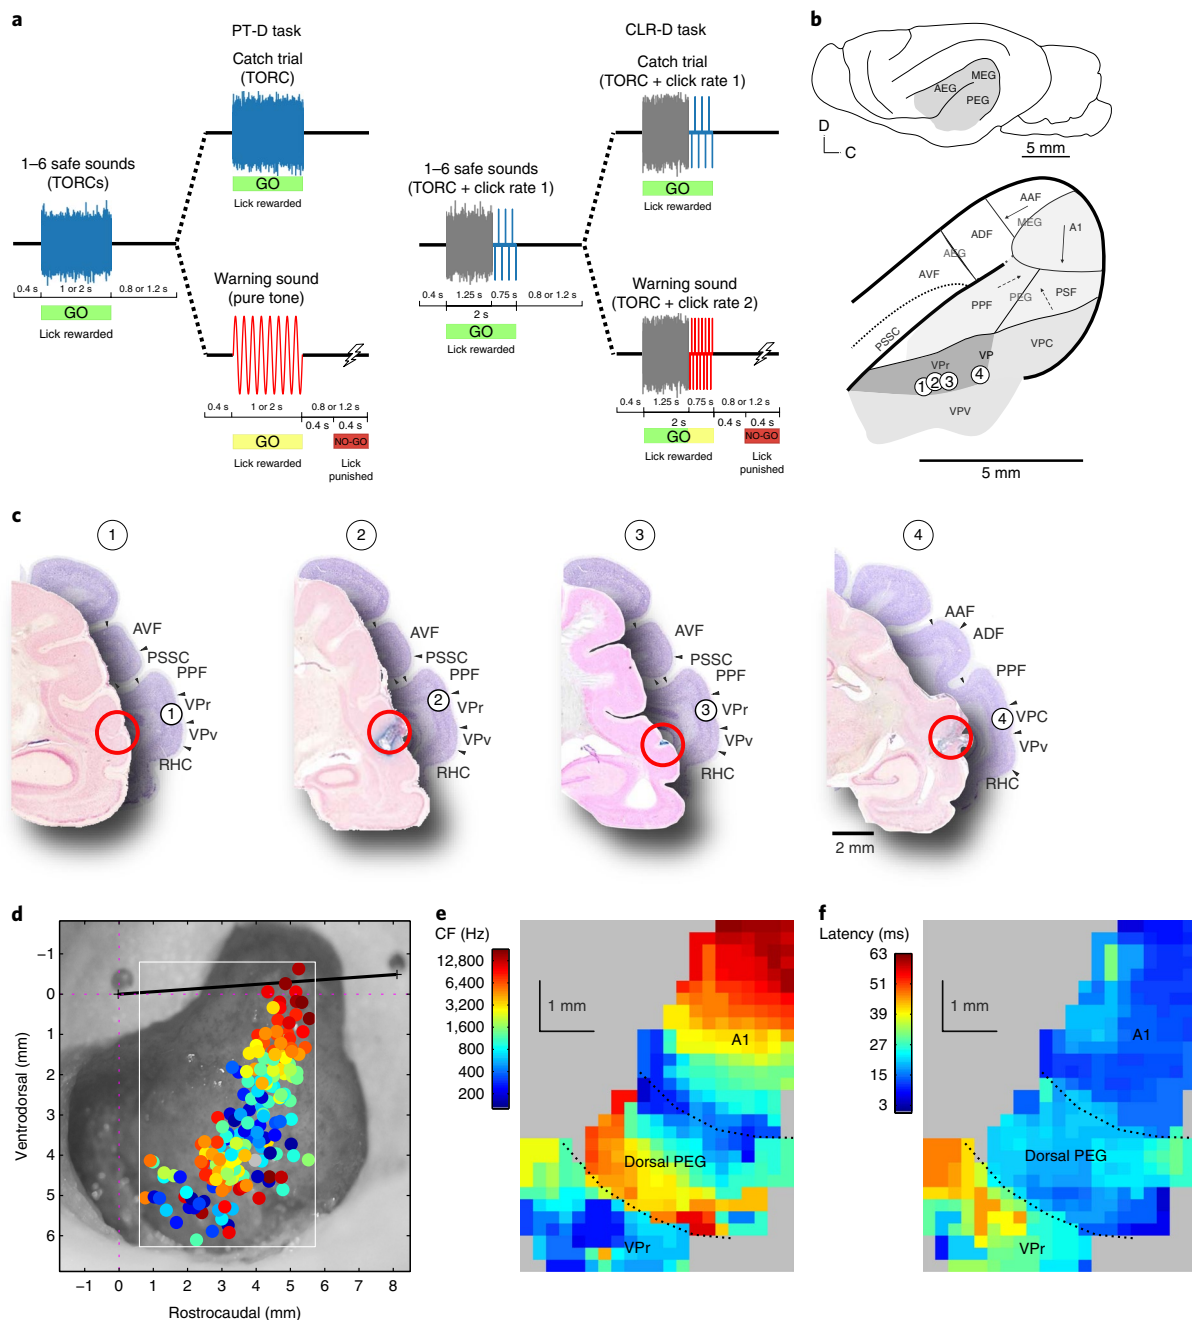 a
PT-D task
Catch trial
(TORC)
GO
Lick rewarded
1–6 safe sounds
(TORCs)
0.4 s 1 or 2 s 0.8 or 1.2 s
GO
Lick rewarded
Warning sound
(pure tone)
0.4 s 1 or 2 s 0.8 or 1.2 s
0.4 s 0.4 s
GO NO-GO
Lick rewarded Lick
punished
CLR-D task
Catch trial
(TORC + click rate 1)
GO
Lick rewarded
1–6 safe sounds
(TORC + click rate 1)
0.4 s 1.25 s 0.75 s 0.8 or 1.2 s
2 s
GO
Lick rewarded
Warning sound
(TORC + click rate 2)
0.4 s 1.25 s 0.75 s 0.8 or 1.2 s
2 s 0.4 s 0.4 s
GO NO-GO
Lick rewarded Lick
punished
b
MEG
AEG
PEG
D
C
5 mm
AAF
MEG
ADF
A1
AEG
AVF
PPF
PEG
PSF
PSSC
VP
VPC
VPr
1 2 3 4
VPV
5 mm
c
1
AVF
PSSC
PPF
VPr
1
VPv
RHC
2
AVF
PSSC
PPF
2
VPr
VPv
RHC
3
AVF
PSSC
PPF
3
VPr
VPv
RHC
4
AAF
ADF
PPF
4
VPC
VPv
RHC
2 mm
d
Ventrodorsal (mm)
−1
0
1
2
3
4
5
6
−1 0 1 2 3 4 5 6 7 8
Rostrocaudal (mm)
e
CF (Hz)
12,800
6,400
3,200
1,600
800
400
200
1 mm
A1
Dorsal PEG
VPr
f
Latency (ms)
63
51
39
27
15
3
1 mm
A1
Dorsal PEG
VPr